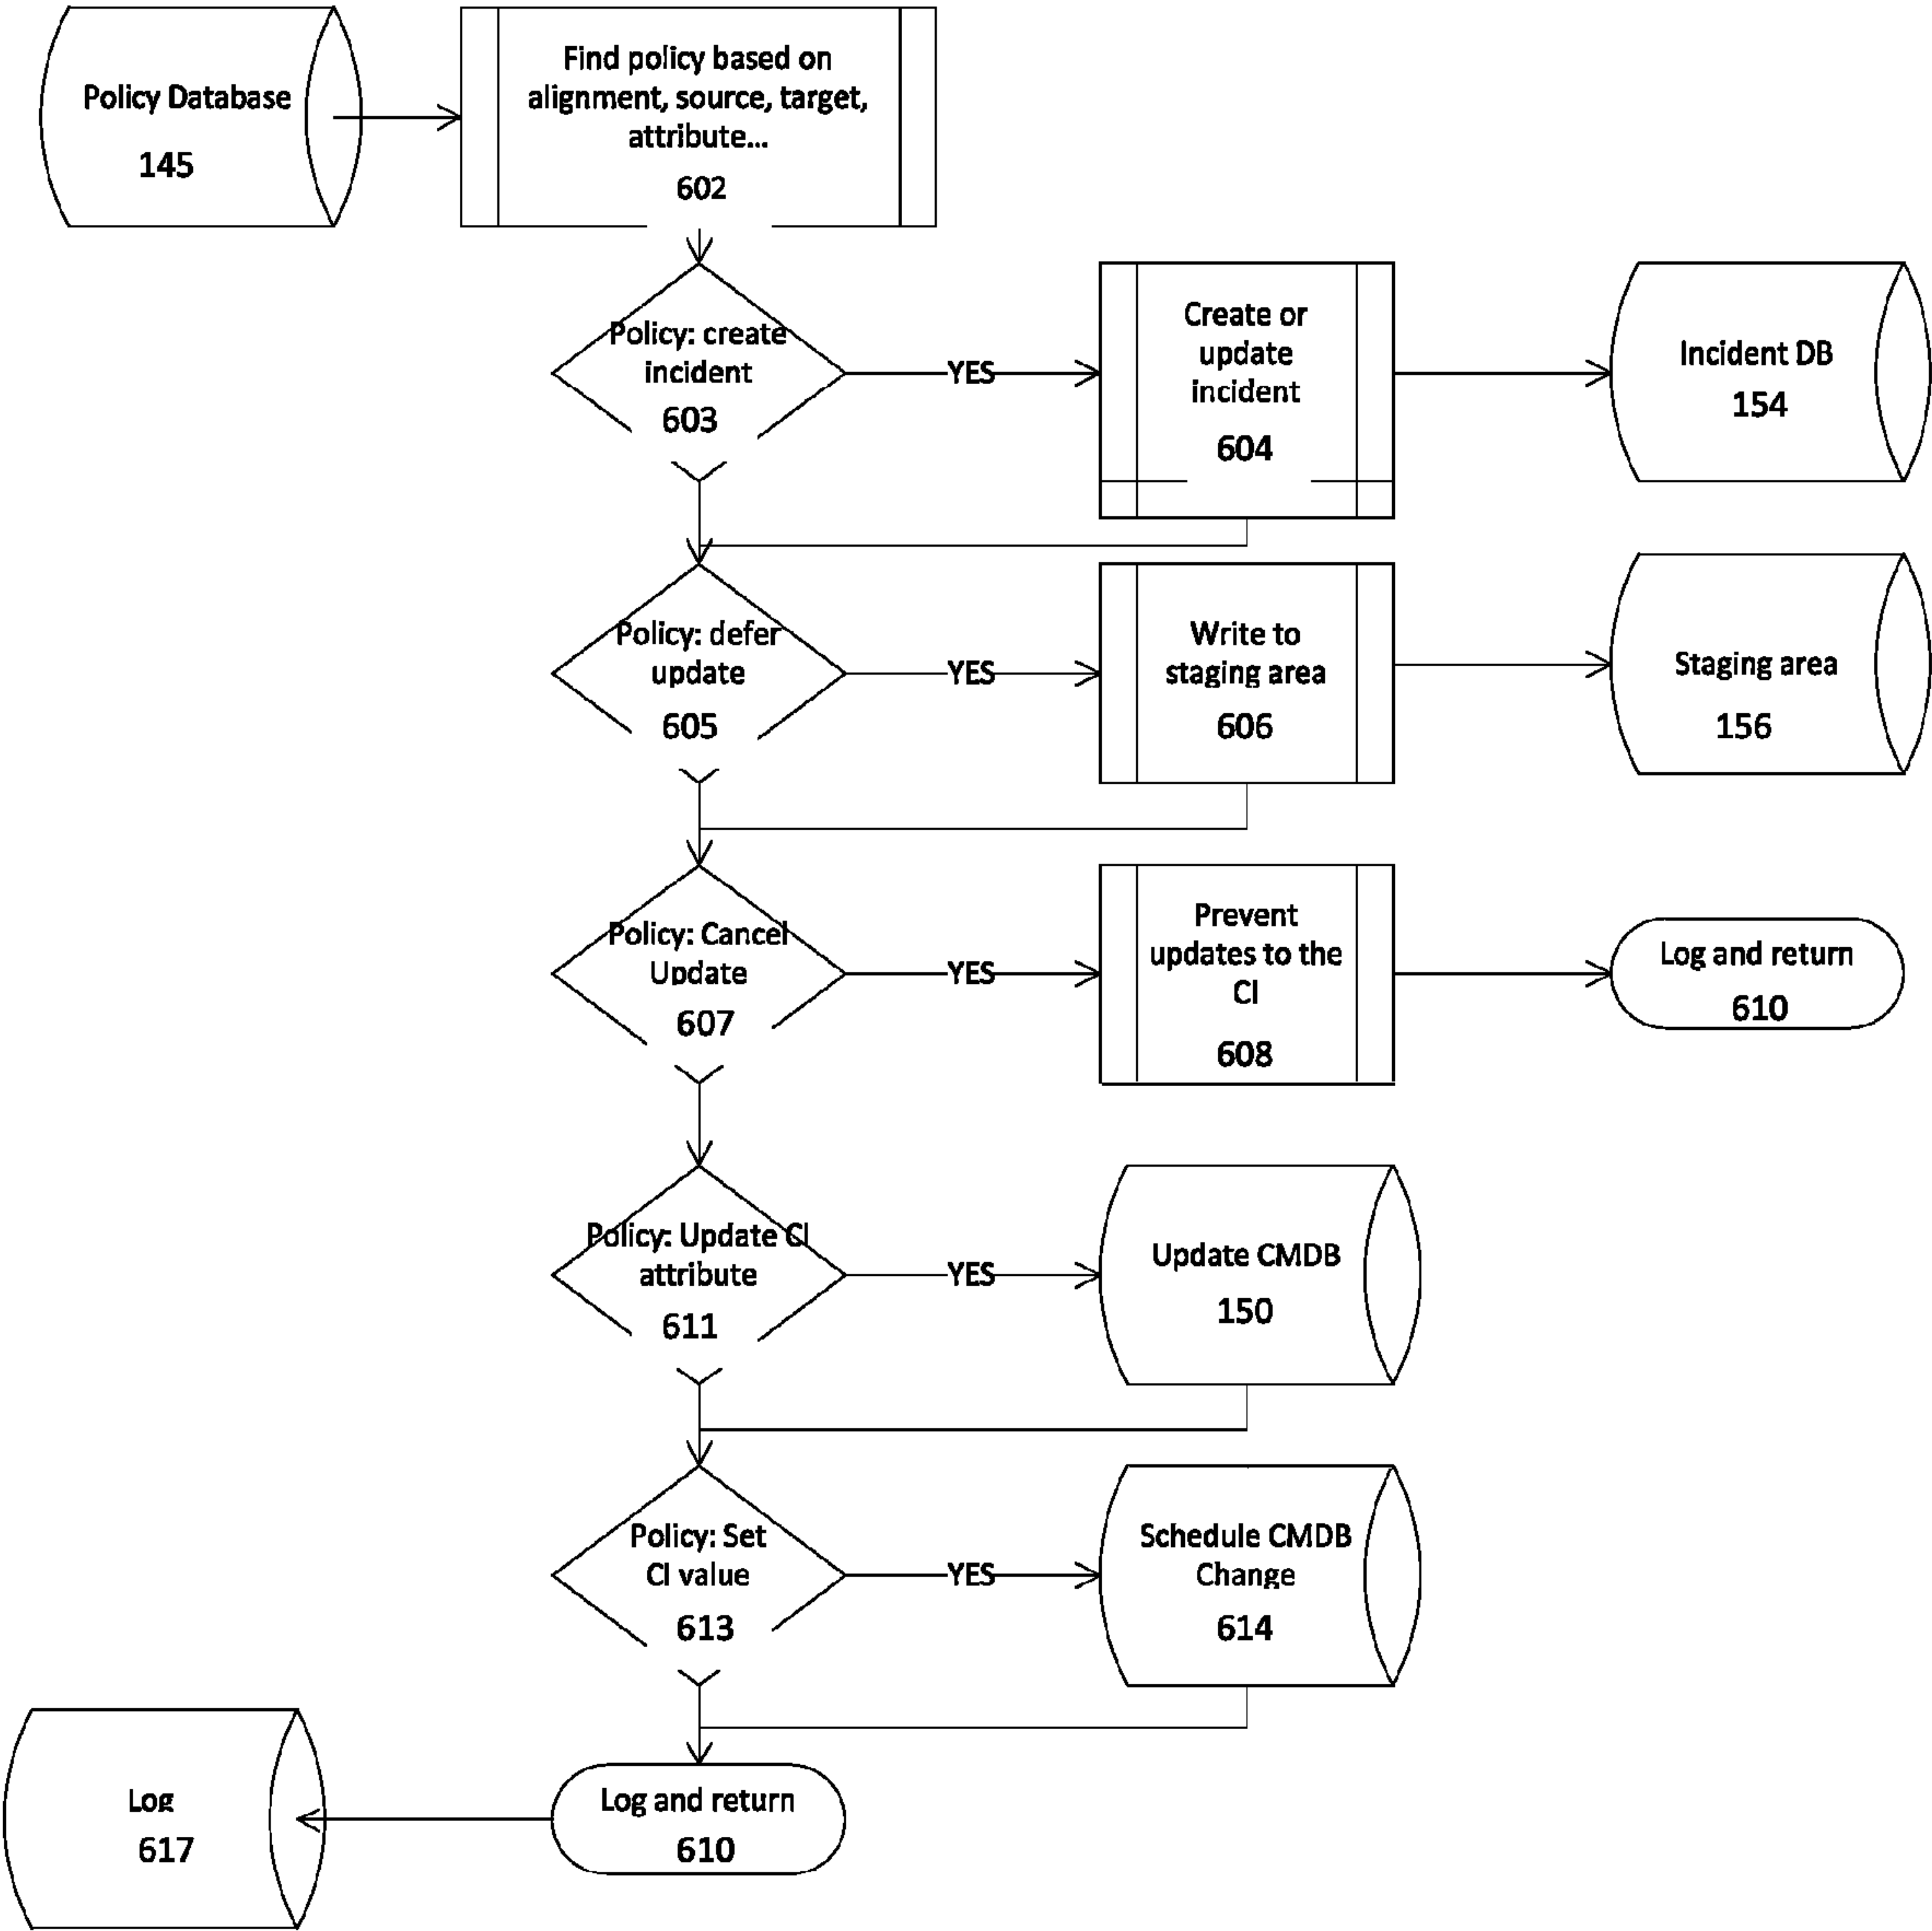 Policy Database
145
Find policy based on
alignment, source, target,
attribute...
602
Policy: create
incident
603
YES
Create or
update
incident
604
Incident DB
154
Policy: defer
update
605
YES
Write to
staging area
606
Staging area
156
Policy: Cancel
Update
607
YES
Prevent
updates to the
CI
608
Log and return
610
Policy: Update CI
attribute
611
YES
Update CMDB
150
Policy: Set
CI value
613
YES
Schedule CMDB
Change
614
Log
617
Log and return
610